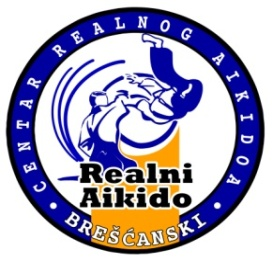 • CENTAR REALNOG AIKIDOA •
Realni
Aikido
BREŠĆANSKI